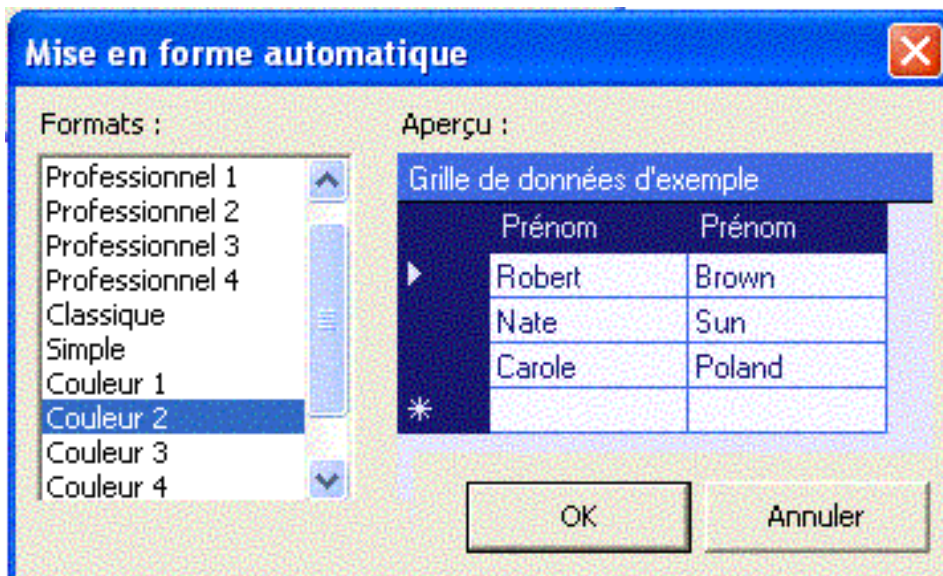 Mise en forme automatique
Formats :
Professionnel 1
Professionnel 2
Professionnel 3
Professionnel 4
Classique
Simple
Couleur 1
Couleur 2
Couleur 3
Couleur 4
Aperçu :
Grille de données d'exemple
Prénom Prénom
Robert Brown
Nate Sun
Carole Poland
OK Annuler